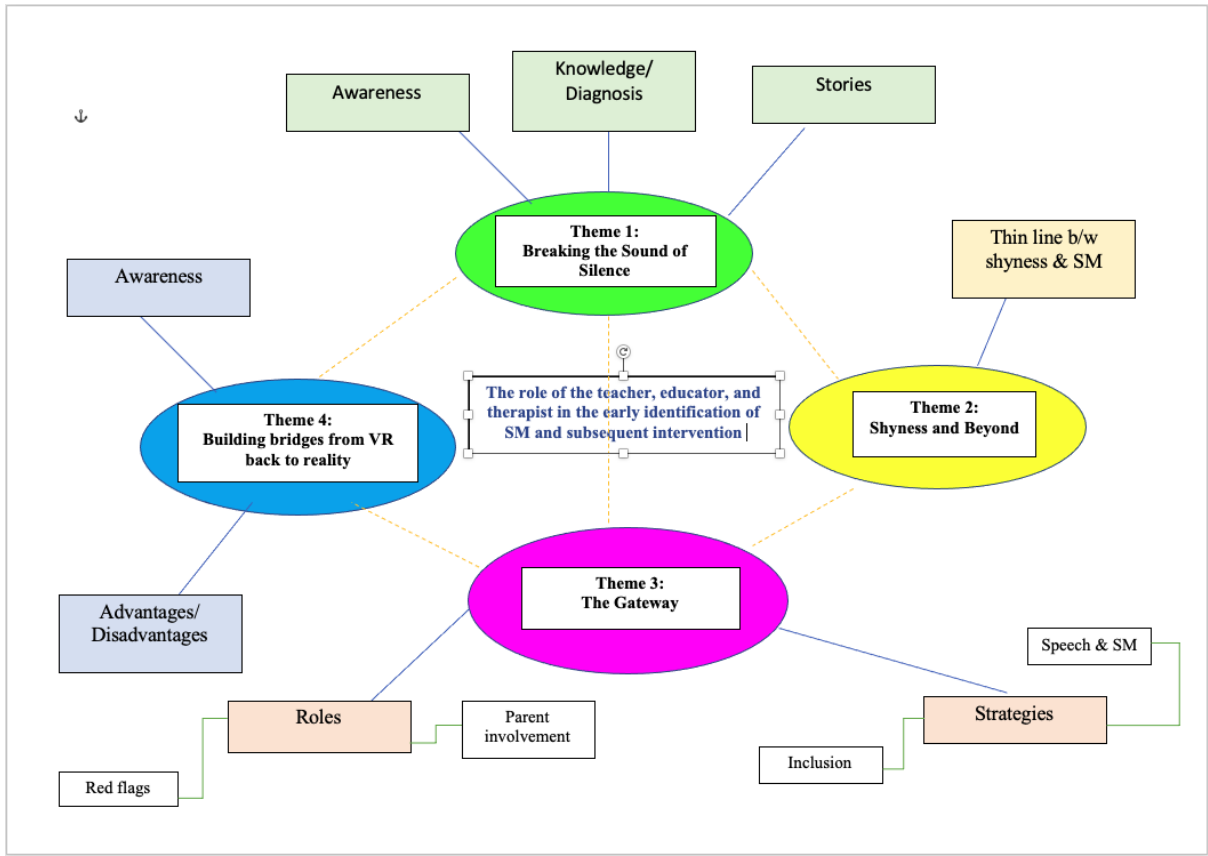 Knowledge/
Diagnosis
Awareness
Stories
Theme 1:
Breaking the Sound of
Silence
Thin line b/w
shyness & SM
Awareness
The role of the teacher, educator, and
therapist in the early identification of
SM and subsequent intervention
Theme 2:
Shyness and Beyond
Theme 4:
Building bridges from VR
back to reality
Theme 3:
The Gateway
Advantages/
Disadvantages
Speech & SM
Roles
Parent
involvement
Strategies
Inclusion
Red flags